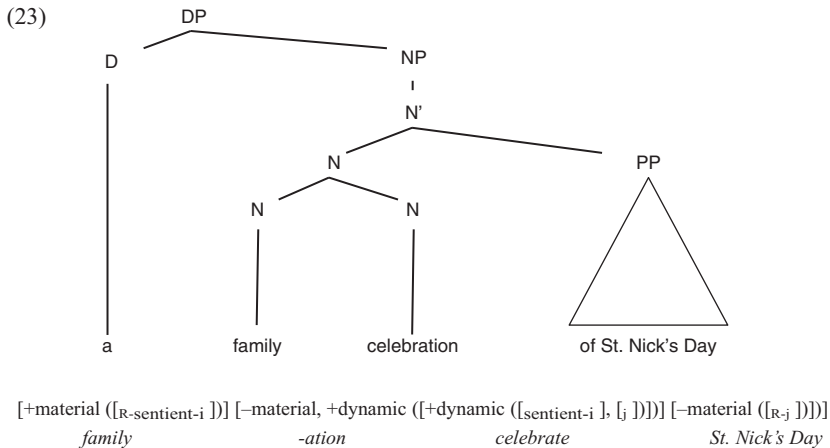 (23)
DP
D NP
N'
N PP
N N
a family celebration of St. Nick's Day
[+material ([R-sentient-i ])] [–material, +dynamic ([+dynamic ([sentient-i ], [j ])])] [–material ([R-j ])])]
family -ation celebrate St. Nick's Day